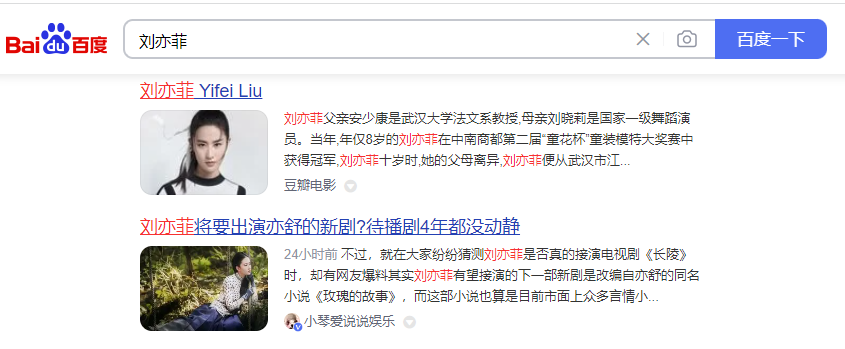 Bai du 百度
刘亦菲
百度一下
刘亦菲 Yifei Liu
刘亦菲父亲安少康是武汉大学法文系教授,母亲刘晓莉是国家一级舞蹈演
员。当年,年仅8岁的刘亦菲在中南商都第二届“童花杯”童装模特大奖赛中
获得冠军,刘亦菲十岁时,她的父母离异,刘亦菲便从武汉市江...
豆瓣电影
刘亦菲将要出演亦舒的新剧?待播剧4年都没动静
24小时前 不过，就在大家纷纷猜测刘亦菲是否真的接演电视剧《长陵》
时，却有网友爆料其实刘亦菲有望接演的下一部新剧是改编自亦舒的同名
小说《玫瑰的故事》，而这部小说也算是目前市面上众多言情小...
小琴爱说说娱乐